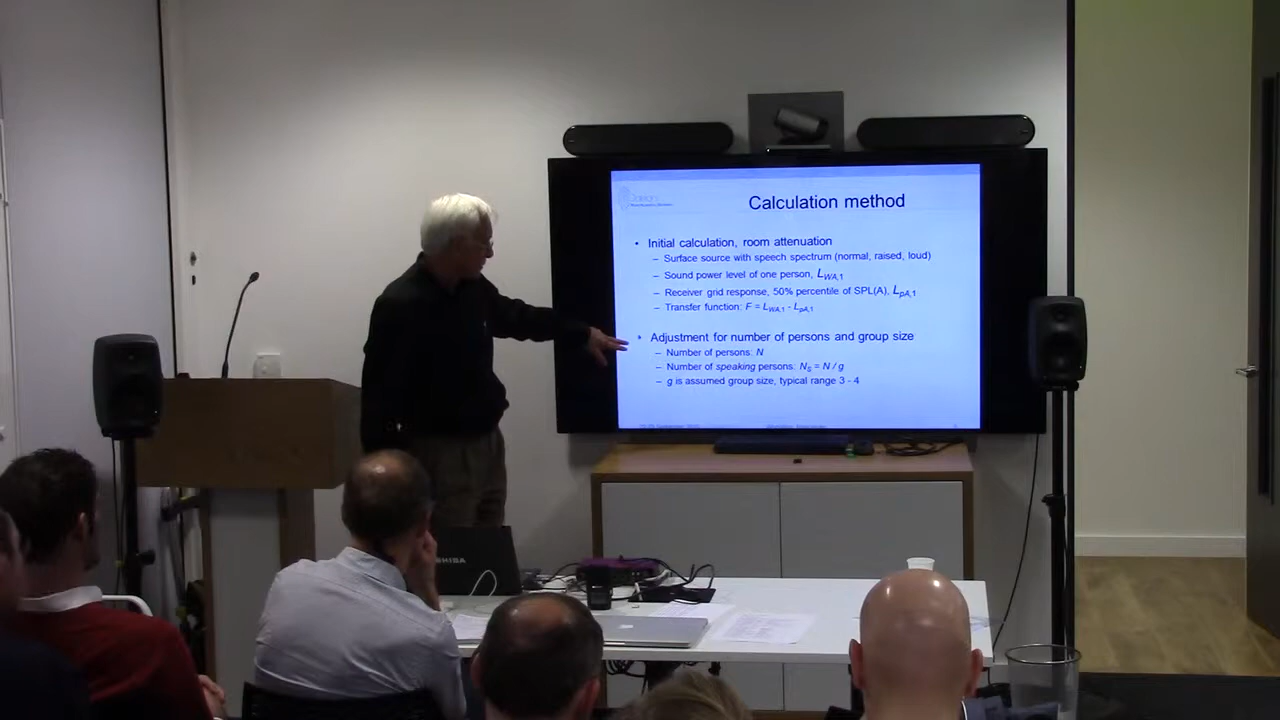 Calculation method
• Initial calculation, room attenuation
– Surface source with speech spectrum (normal, raised, loud)
– Sound power level of one person, LWA,1
– Receiver grid response, 50% percentile of SPL(A), LpA,1
– Transfer function: F = LWA,1 - LpA,1
• Adjustment for number of persons and group size
– Number of persons: N
– Number of speaking persons: NS = N / g
– g is assumed group size, typical range 3 - 4